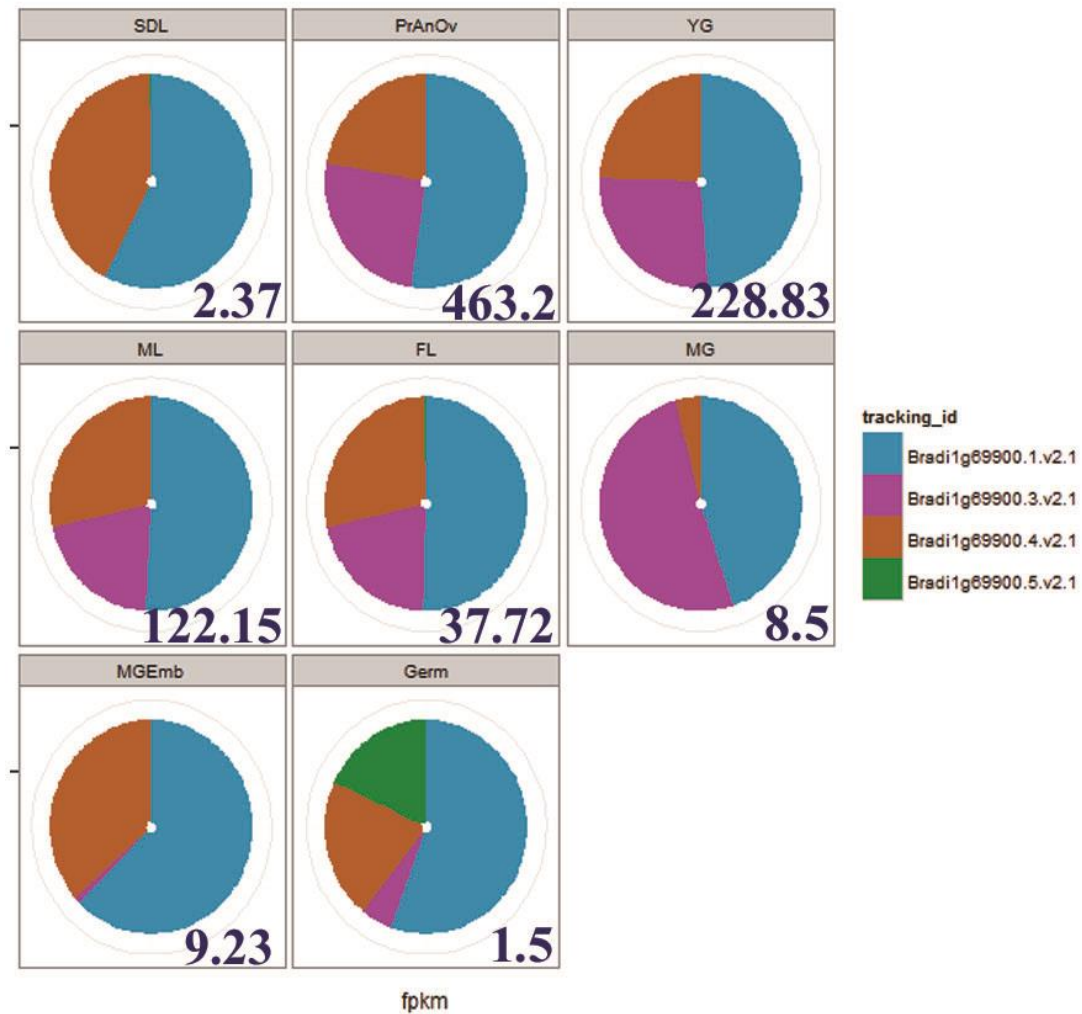 SDL
PrAnOv
YG
2.37
463.2
228.83
ML
FL
MG
122.15
37.72
8.5
tracking_id
Bradi1g69900.1.v2.1
Bradi1g69900.3.v2.1
Bradi1g69900.4.v2.1
Bradi1g69900.5.v2.1
MGEmb
Germ
9.23
1.5
fpkm